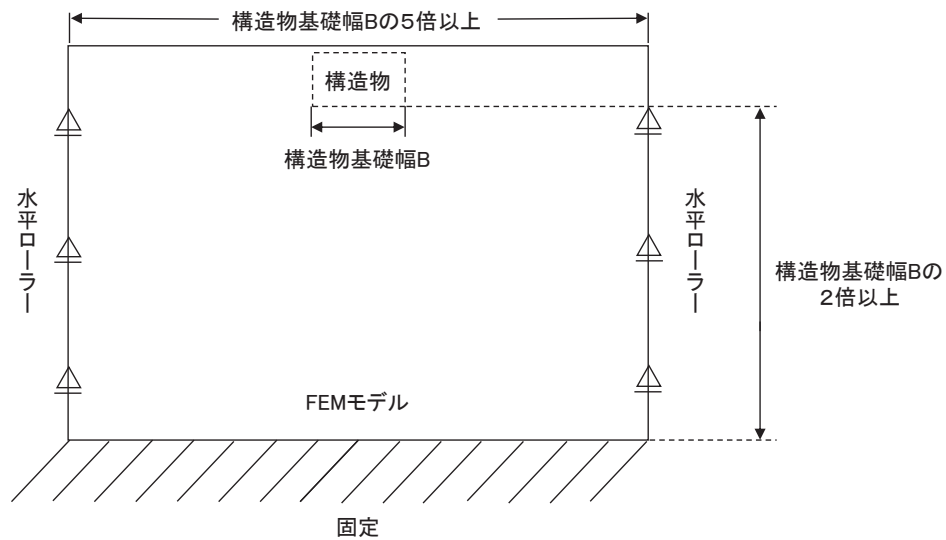 構造物基礎幅Bの5倍以上
構造物
構造物基礎幅B
水平ローラー
水平ローラー
構造物基礎幅Bの
2倍以上
FEMモデル
固定